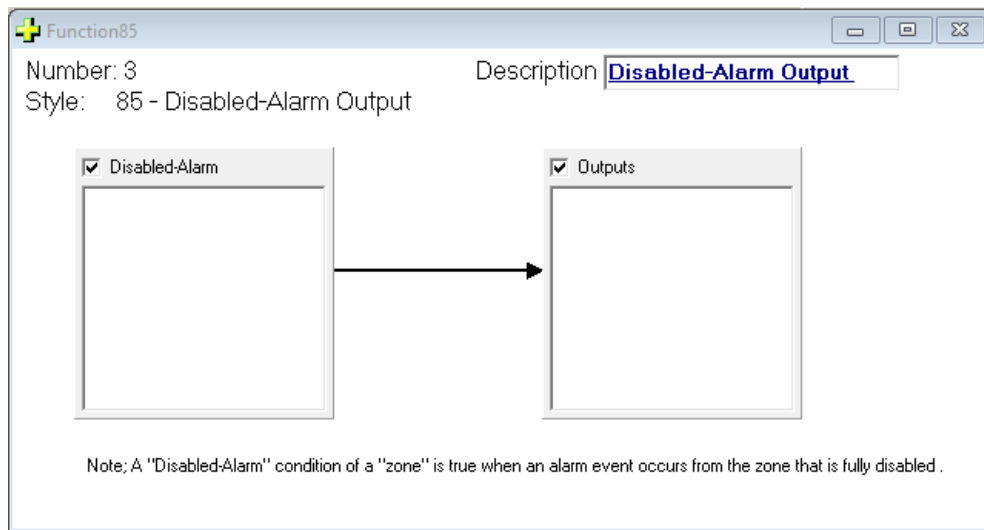 Function85
Number: 3
Description Disabled-Alarm Output
Style: 85 - Disabled-Alarm Output
Disabled-Alarm
Outputs
Note; A "Disabled-Alarm" condition of a "zone" is true when an alarm event occurs from the zone that is fully disabled .